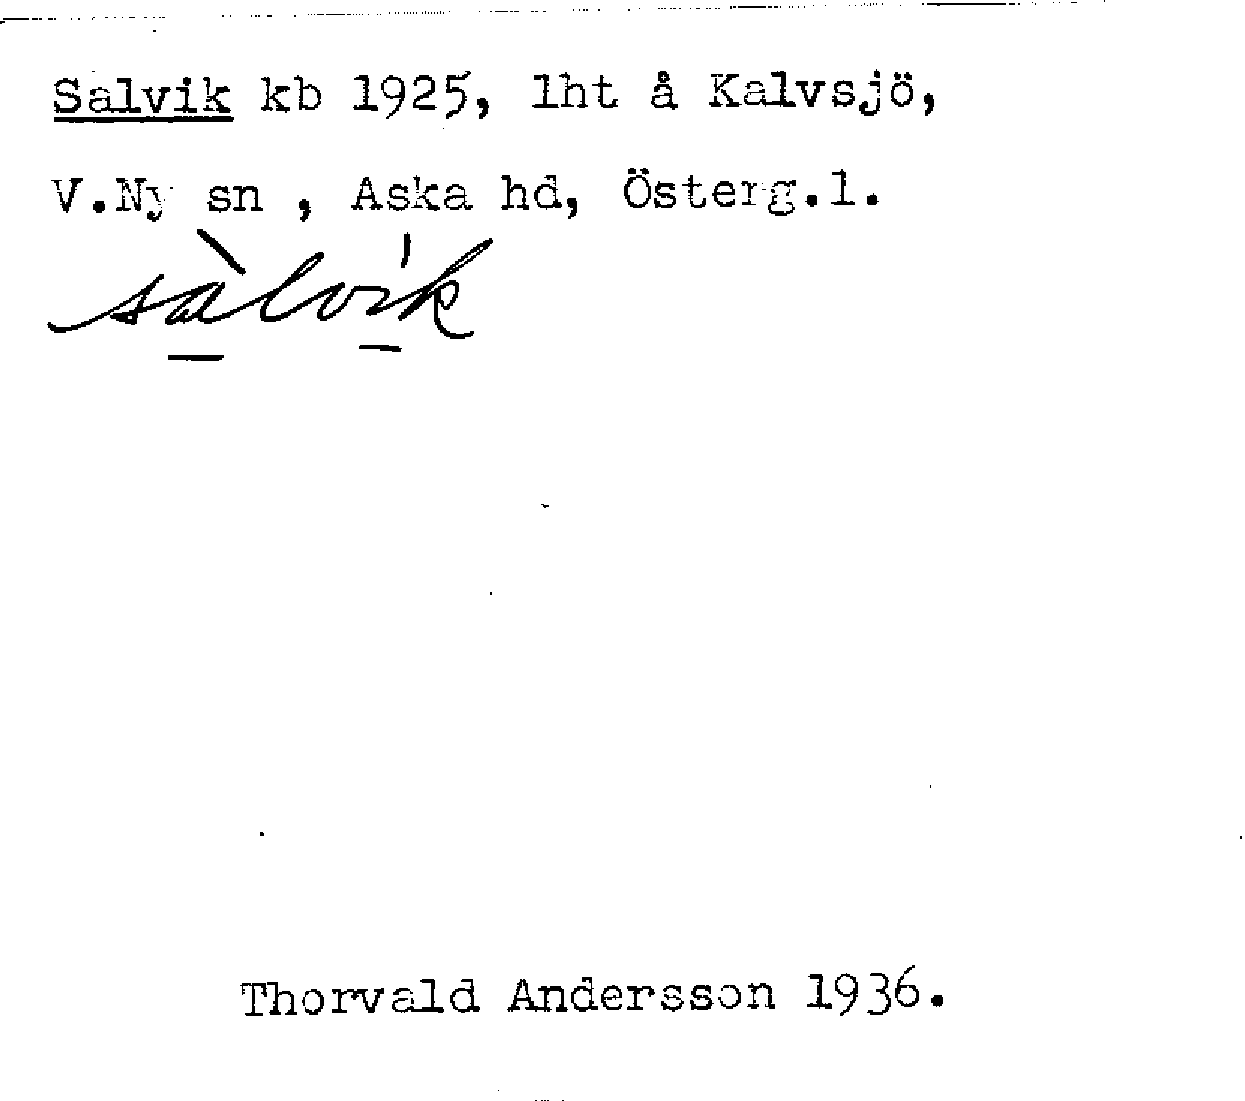 Salvik kb 1925, lht å Kalvsjö,
V.Ny sn , Aska hd, Österg.l.
sàlvík
Thorvald Andersson 1936.